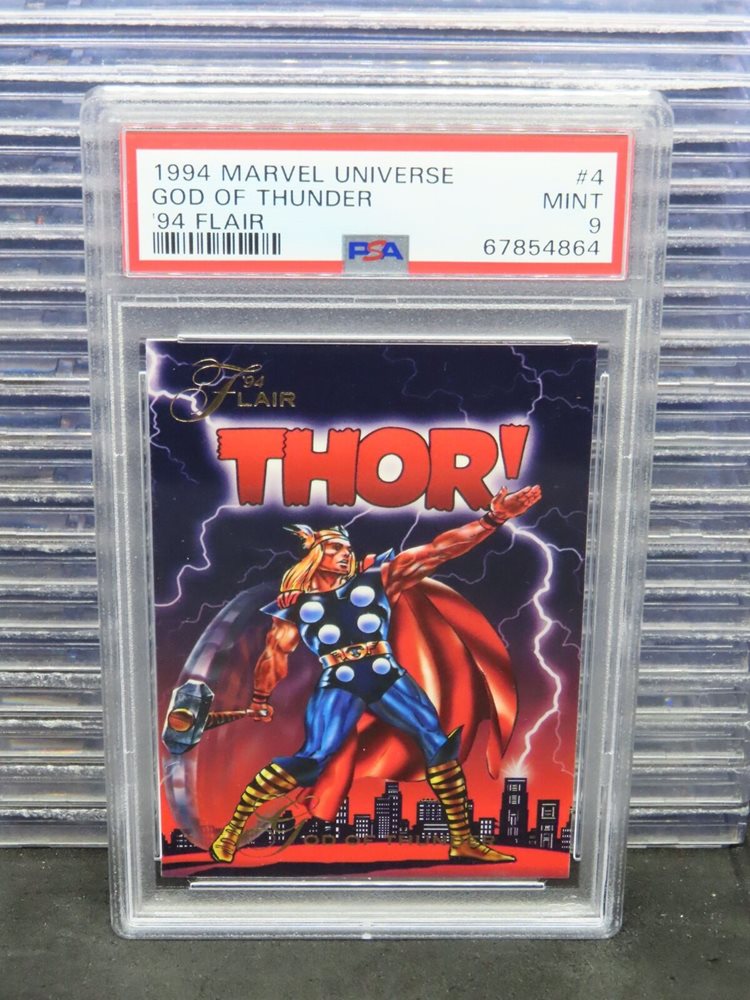 1994 MARVEL UNIVERSE #4
GOD OF THUNDER MINT
'94 FLAIR 9
PSA 67854864
'94
FLAIR
THOR!
GOD OF THUNDER